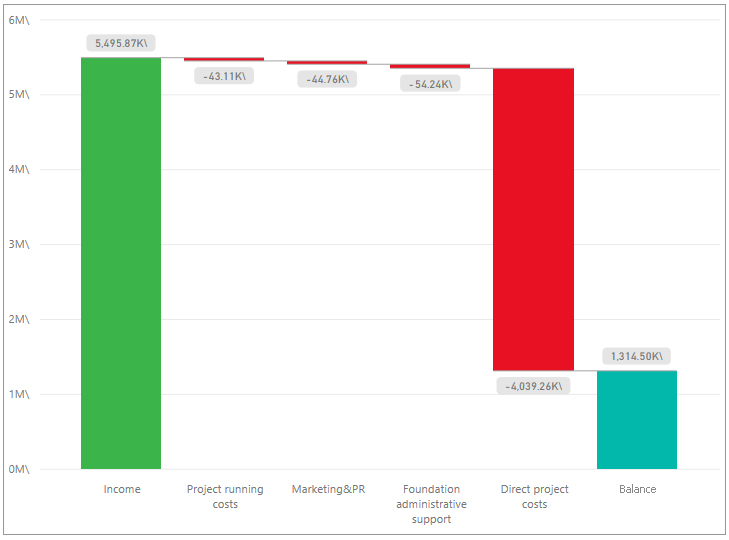 6M\
5,495.87K\
-43.11K\
-44.76K\
-54.24K\
5M\
4M\
3M\
2M\
1,314.50K\
-4,039.26K\
1M\
0M\
Income
Project running
costs
Marketing&PR
Foundation
administrative
support
Direct project
costs
Balance